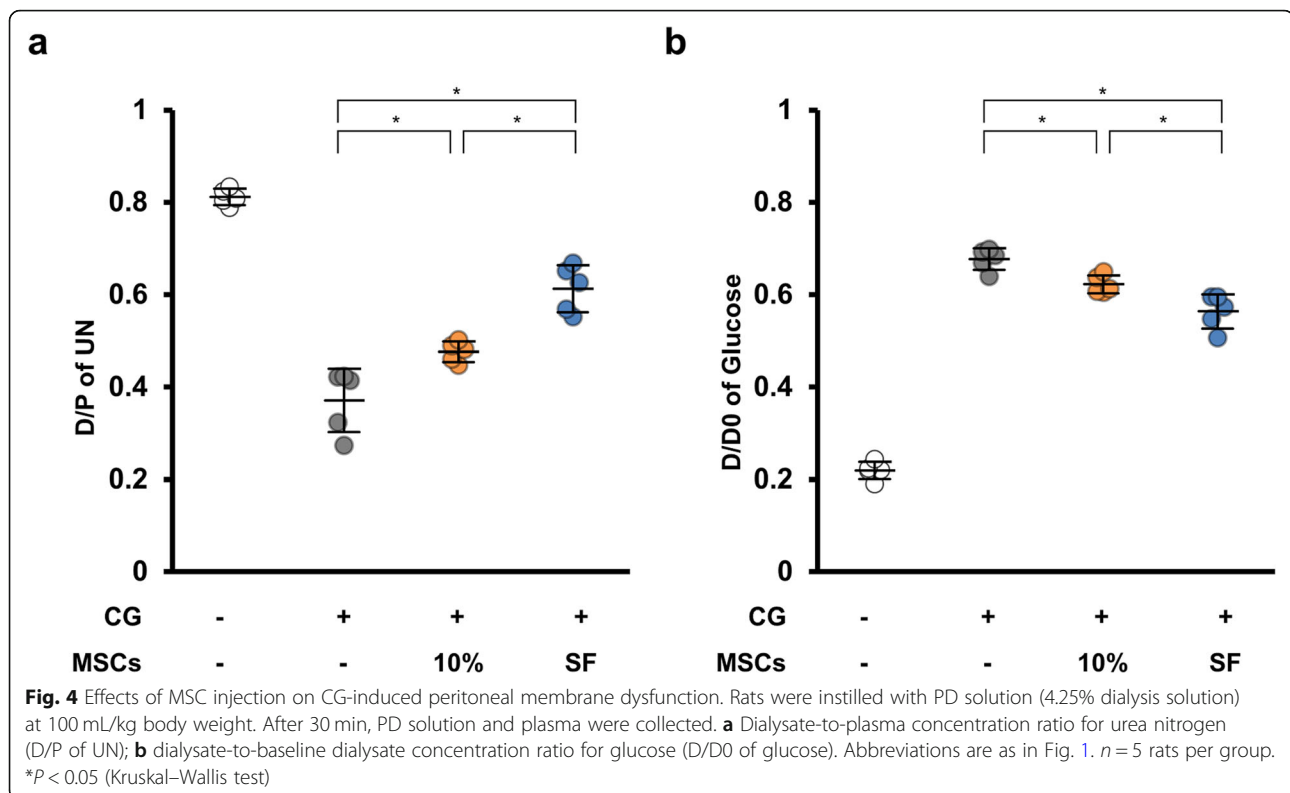 a
b
* 
* *
* 
* *
1
0.8
0.6
0.4
0.2
0
D/P of UN
1
0.8
0.6
0.4
0.2
0
D/D0 of Glucose
CG - + + +
MSCs - - 10% SF
CG - + + +
MSCs - - 10% SF
Fig. 4 Effects of MSC injection on CG-induced peritoneal membrane dysfunction. Rats were instilled with PD solution (4.25% dialysis solution)
at 100 mL/kg body weight. After 30 min, PD solution and plasma were collected. a Dialysate-to-plasma concentration ratio for urea nitrogen
(D/P of UN); b dialysate-to-baseline dialysate concentration ratio for glucose (D/D0 of glucose). Abbreviations are as in Fig. 1. n = 5 rats per group.
*P < 0.05 (Kruskal–Wallis test)